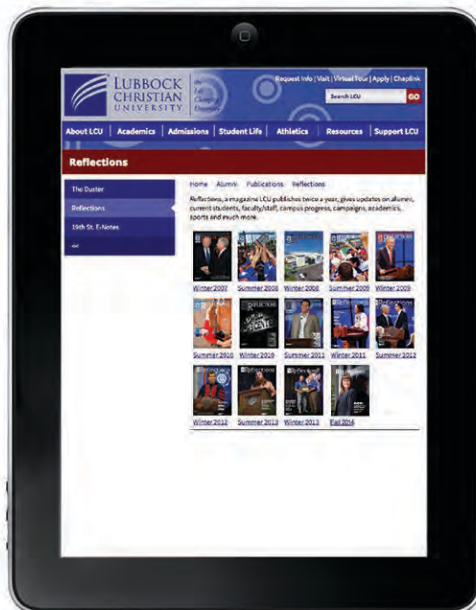 LUBBOCK
CHRISTIAN
UNIVERSITY
Request Info | Visit | Virtual Tour | Apply | Chaplink
Search LCU GO
About LCU | Academics | Admissions | Student Life | Athletics | Resources | Support LCU
Reflections
The Duster
Reflections
19th St. E-Notes
<<
Home Alumni Publications Reflections
Reflections, a magazine LCU publishes twice a year, gives updates on alumni,
current students, faculty/staff, campus progress, campaigns, academics,
sports and much more.
Winter 2007 Summer 2008 Winter 2008 Summer 2009 Winter 2009
Summer 2010 Winter 2010 Summer 2011 Winter 2011 Summer 2012
Winter 2012 Summer 2013 Winter 2013 Fall 2014